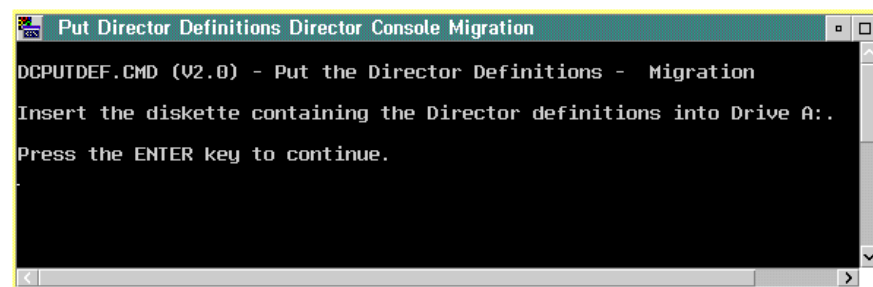 Put Director Definitions Director Console Migration
DCPUTDEF.CMD (V2.0) - Put the Director Definitions -  Migration
Insert the diskette containing the Director definitions into Drive A:.
Press the ENTER key to continue.